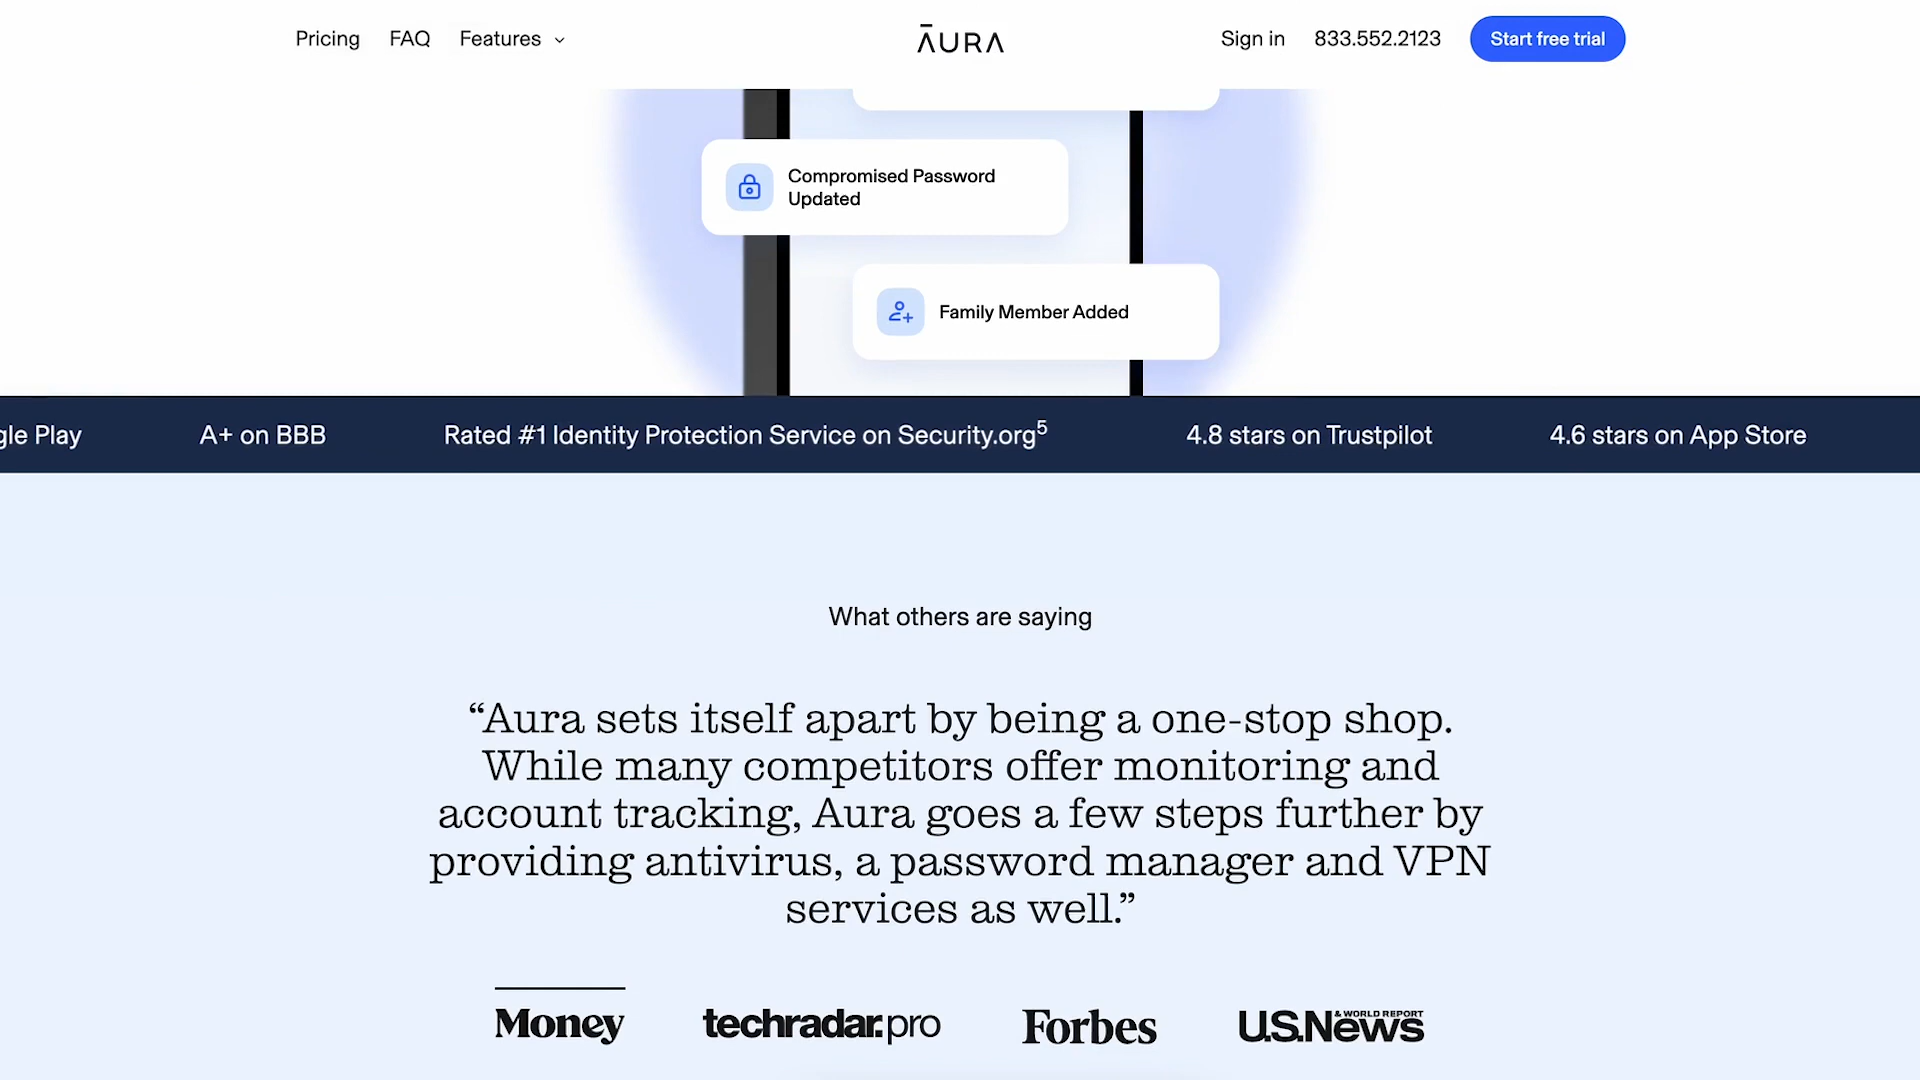 Pricing FAQ Features ĀURA Sign in 833.552.2123 Start free trial
Compromised Password
Updated
Family Member Added
gle Play A+ on BBB Rated #1 Identity Protection Service on Security.org⁵ 4.8 stars on Trustpilot 4.6 stars on App Store
What others are saying
“Aura sets itself apart by being a one-stop shop.
While many competitors offer monitoring and
account tracking, Aura goes a few steps further by
providing antivirus, a password manager and VPN
services as well.”
Money techradar.pro Forbes U.S.News & WORLD REPORT